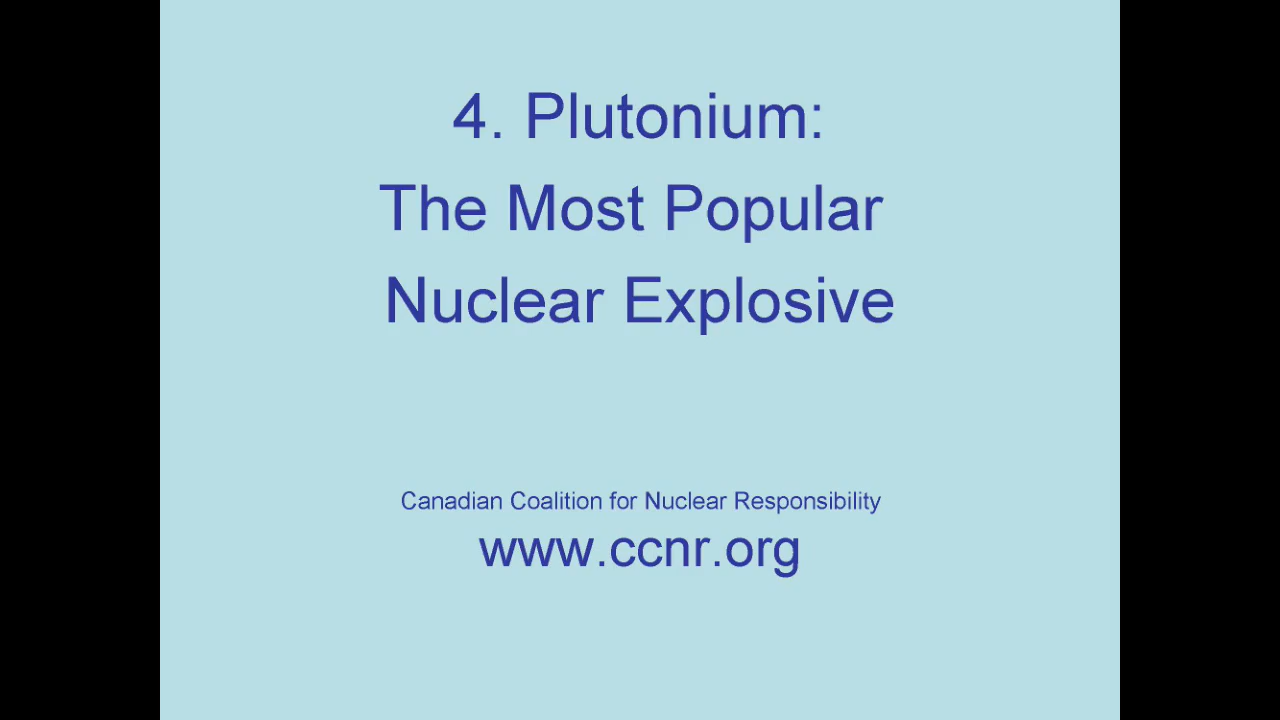 4. Plutonium:
The Most Popular
Nuclear Explosive
Canadian Coalition for Nuclear Responsibility
www.ccnr.org